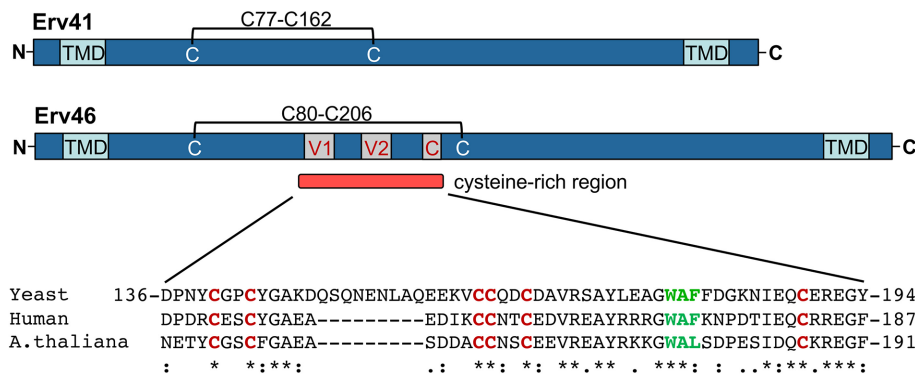 C77-C162
Erv41
N- TMD C C TMD -C
Erv46
C80-C206
N- TMD C V1 V2 C C TMD -C
cysteine-rich region
Yeast 136-DPNYCGPCYGAKDQSQNENLAQEEKVCCQDCDAVRSAYLEAGWAFFDGKNIEQCEREGY-194
Human DPDRCESCYGAEA---------EDIKCCNTCEDVREAYRRRGWAFKNPDTIEQCRREGF-187
A.thaliana NETYCGSCFGAEA---------SDDACCNSCEEVREAYRKKGWALSDPESIDQCKREGF-191
: * *:**: .: ** *: **.** . ***: : ..*:** .***: